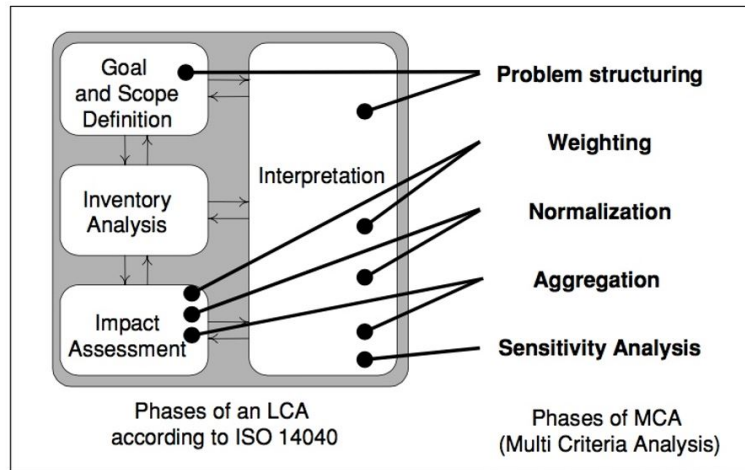 Goal
and Scope
Definition
Inventory
Analysis
Impact
Assessment
Interpretation
Problem structuring
Weighting
Normalization
Aggregation
Sensitivity Analysis
Phases of an LCA
according to ISO 14040
Phases of MCA
(Multi Criteria Analysis)